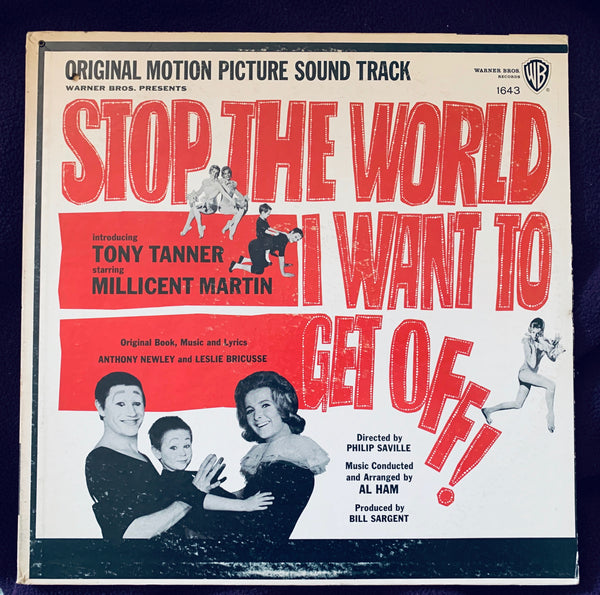 ORIGINAL MOTION PICTURE SOUND TRACK
WARNER BROS. PRESENTS
WARNER BROS.
RECORDS
WB
®
1643
STOP THE WORLD
I WANT TO
GET OFF!
introducing
TONY TANNER
starring
MILLICENT MARTIN
Original Book, Music and Lyrics
ANTHONY NEWLEY and LESLIE BRICUSSE
Directed by
PHILIP SAVILLE
Music Conducted
and Arranged by
AL HAM
Produced by
BILL SARGENT